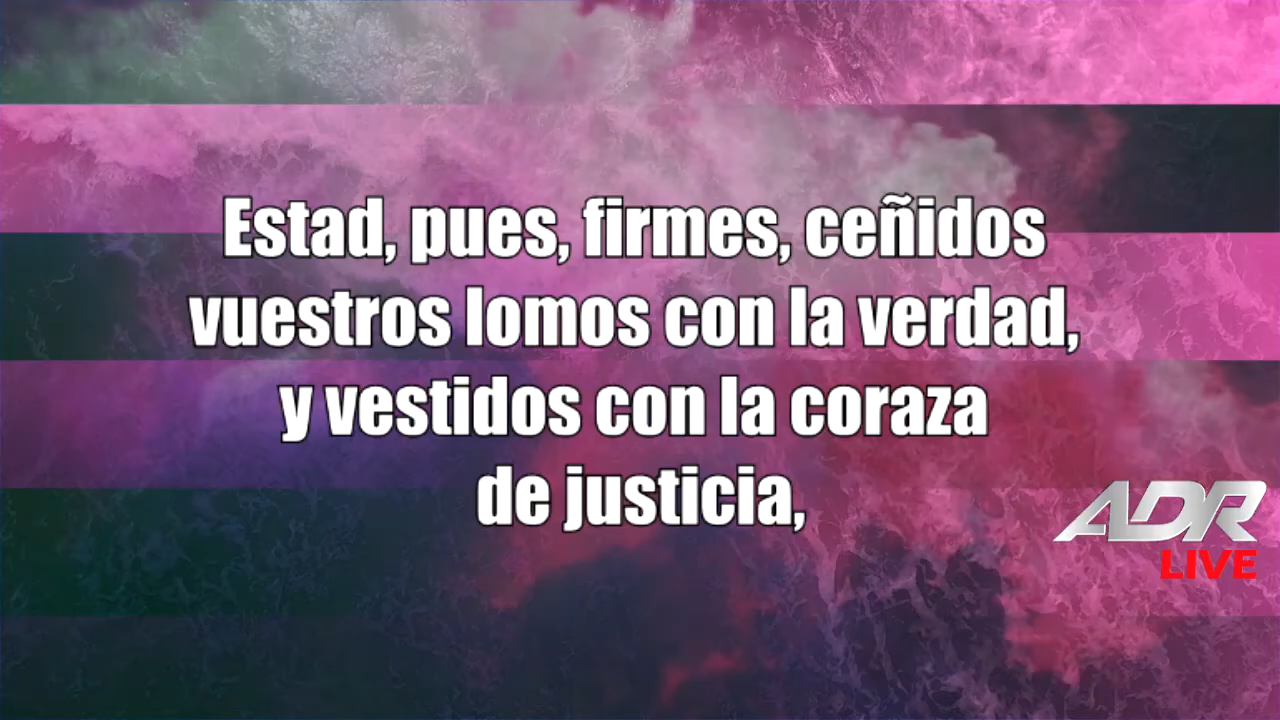 Estad, pues, firmes, ceñidos
vuestros lomos con la verdad,
y vestidos con la coraza
de justicia,
ADR
LIVE